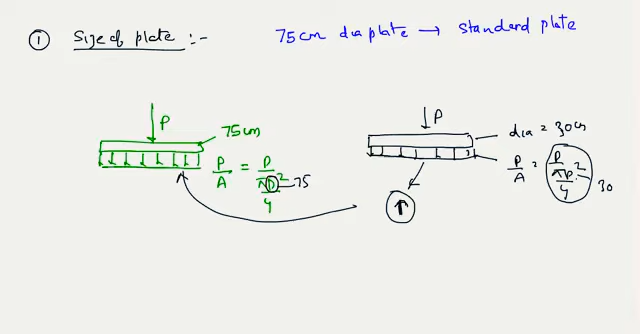 ① Size of plate :- 75cm dia plate → standard plate
P
75cm
P/A = P/(πD²/4) 75
P
dia = 30cm
P/A = P/(πD²/4) 30
↑